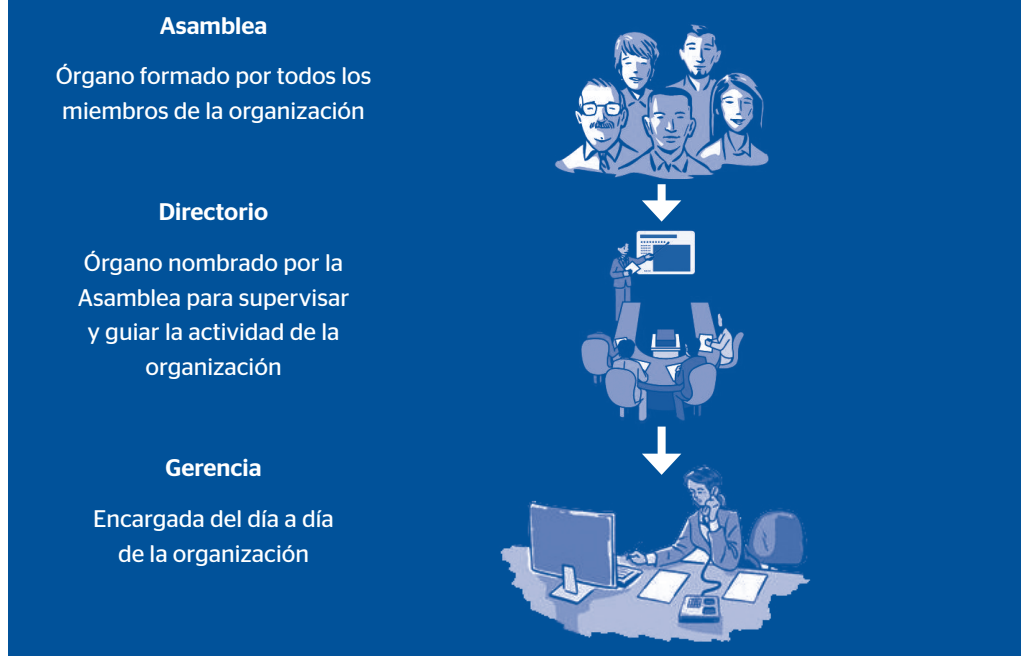 Asamblea
Órgano formado por todos los
miembros de la organización
Directorio
Órgano nombrado por la
Asamblea para supervisar
y guiar la actividad de la
organización
Gerencia
Encargada del día a día
de la organización